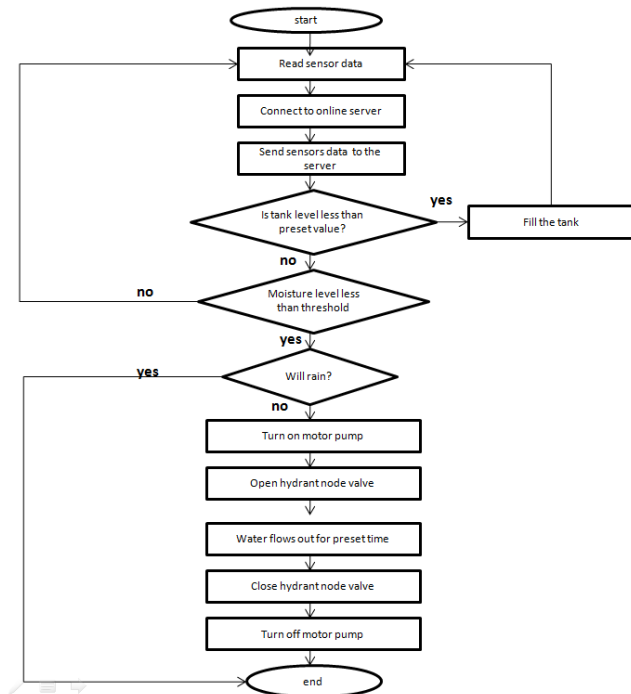 start
Read sensor data
Connect to online server
Send sensors data to the
server
Is tank level less than
preset value?
yes
Fill the tank
no
Moisture level less
than threshold
no
yes
Will rain?
yes
no
Turn on motor pump
Open hydrant node valve
Water flows out for preset time
Close hydrant node valve
Turn off motor pump
end